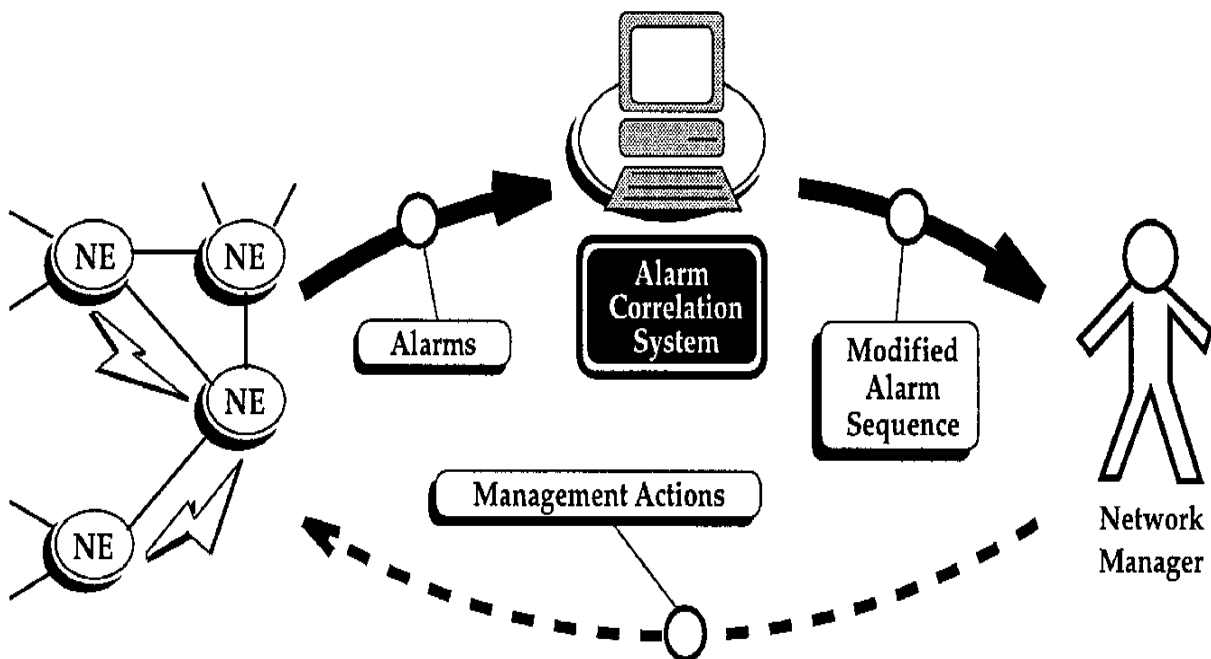 NE
NE
NE
NE
Alarms
Alarm
Correlation
System
Modified
Alarm
Sequence
Management Actions
Network
Manager